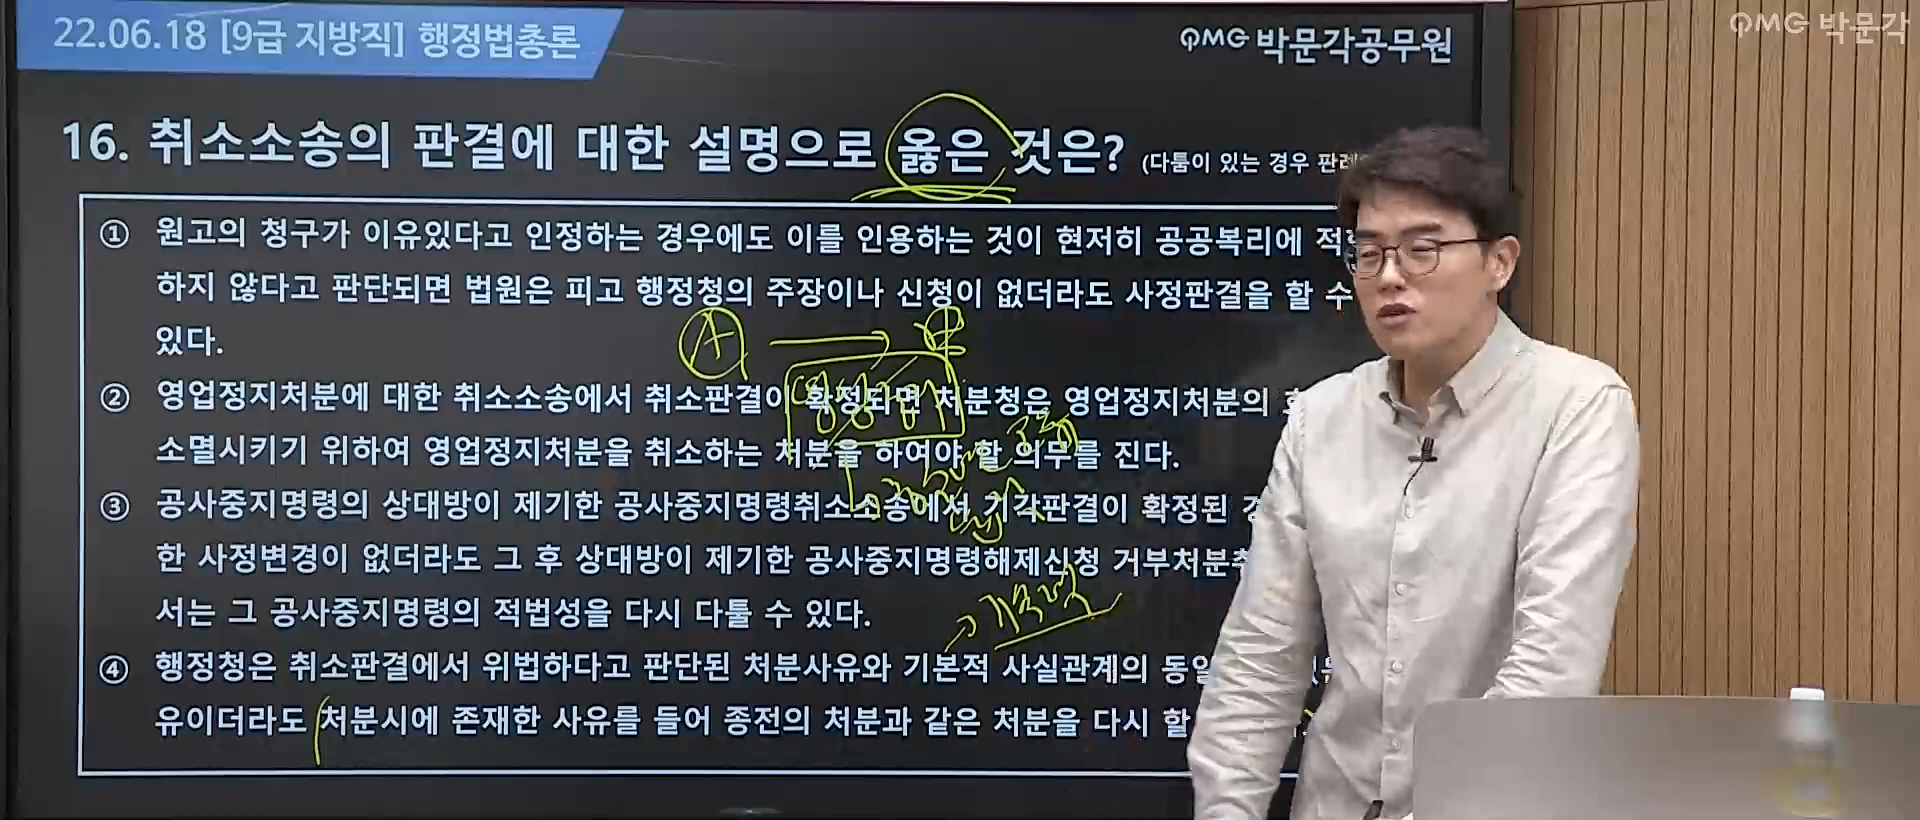 22.06.18 [9급 지방직] 행정법총론
QMG 박문각공무원
QMG 박문각
16. 취소소송의 판결에 대한 설명으로 옳은 것은? (다툼이 있는 경우
① 원고의 청구가 이유있다고 인정하는 경우에도 이를 인용하는 것이 현저히 공공복리에
하지 않다고 판단되면 법원은 피고 행정청의 주장이나 신청이 없더라도 사정판결을 할 수
있다.
② 영업정지처분에 대한 취소소송에서 취소판결이 확정되면 처분청은 영업정지처분의
소멸시키기 위하여 영업정지처분을 취소하는 처분을 하여야 할 의무를 진다.
③ 공사중지명령의 상대방이 제기한 공사중지명령취소소송에서 기각판결이 확정된
한 사정변경이 없더라도 그 후 상대방이 제기한 공사중지명령해제신청
서는 그 공사중지명령의 적법성을 다시 다툴 수 있다.
기속력
④ 행정청은 취소판결에서 위법하다고 판단된 처분사유와 기본적 사실관계의
유이더라도 처분시에 존재한 사유를 들어 종전의 처분과 같은 처분을 다시 할